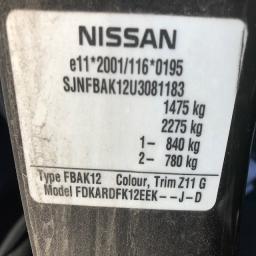 NISSAN
e11*2001/116*0195
SJNFBAK12U3081183
1475 kg
2275 kg
1- 840 kg
2- 780 kg
Type FBAK12 Colour, Trim Z11 G
Model FDKARDFK12EEK--J-D